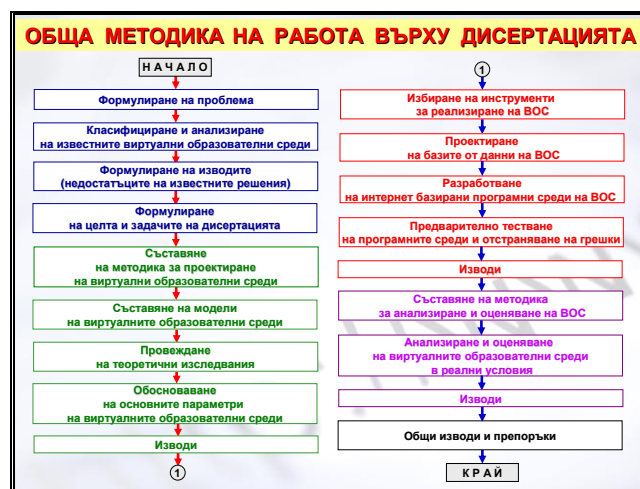 ОБЩА МЕТОДИКА НА РАБОТА ВЪРХУ ДИСЕРТАЦИЯТА
НАЧАЛО
Формулиране на проблема
Класифициране и анализиране
на известните виртуални образователни среди
Формулиране на изводите
(недостатъците на известните решения)
Формулиране
на целта и задачите на дисертацията
Съставяне
на методика за проектиране
на виртуални образователни среди
Съставяне на модели
на виртуалните образователни среди
Провеждане
на теоретични изследвания
Обосноваване
на основните параметри
на виртуалните образователни среди
Изводи
1
1
Избиране на инструменти
за реализиране на ВОС
Проектиране
на базите от данни на ВОС
Разработване
на интернет базирани програмни среди на ВОС
Предварително тестване
на програмните среди и отстраняване на грешки
Изводи
Съставяне на методика
за анализиране и оценяване на ВОС
Анализиране и оценяване
на виртуалните образователни среди
в реални условия
Изводи
Общи изводи и препоръки
КРАЙ